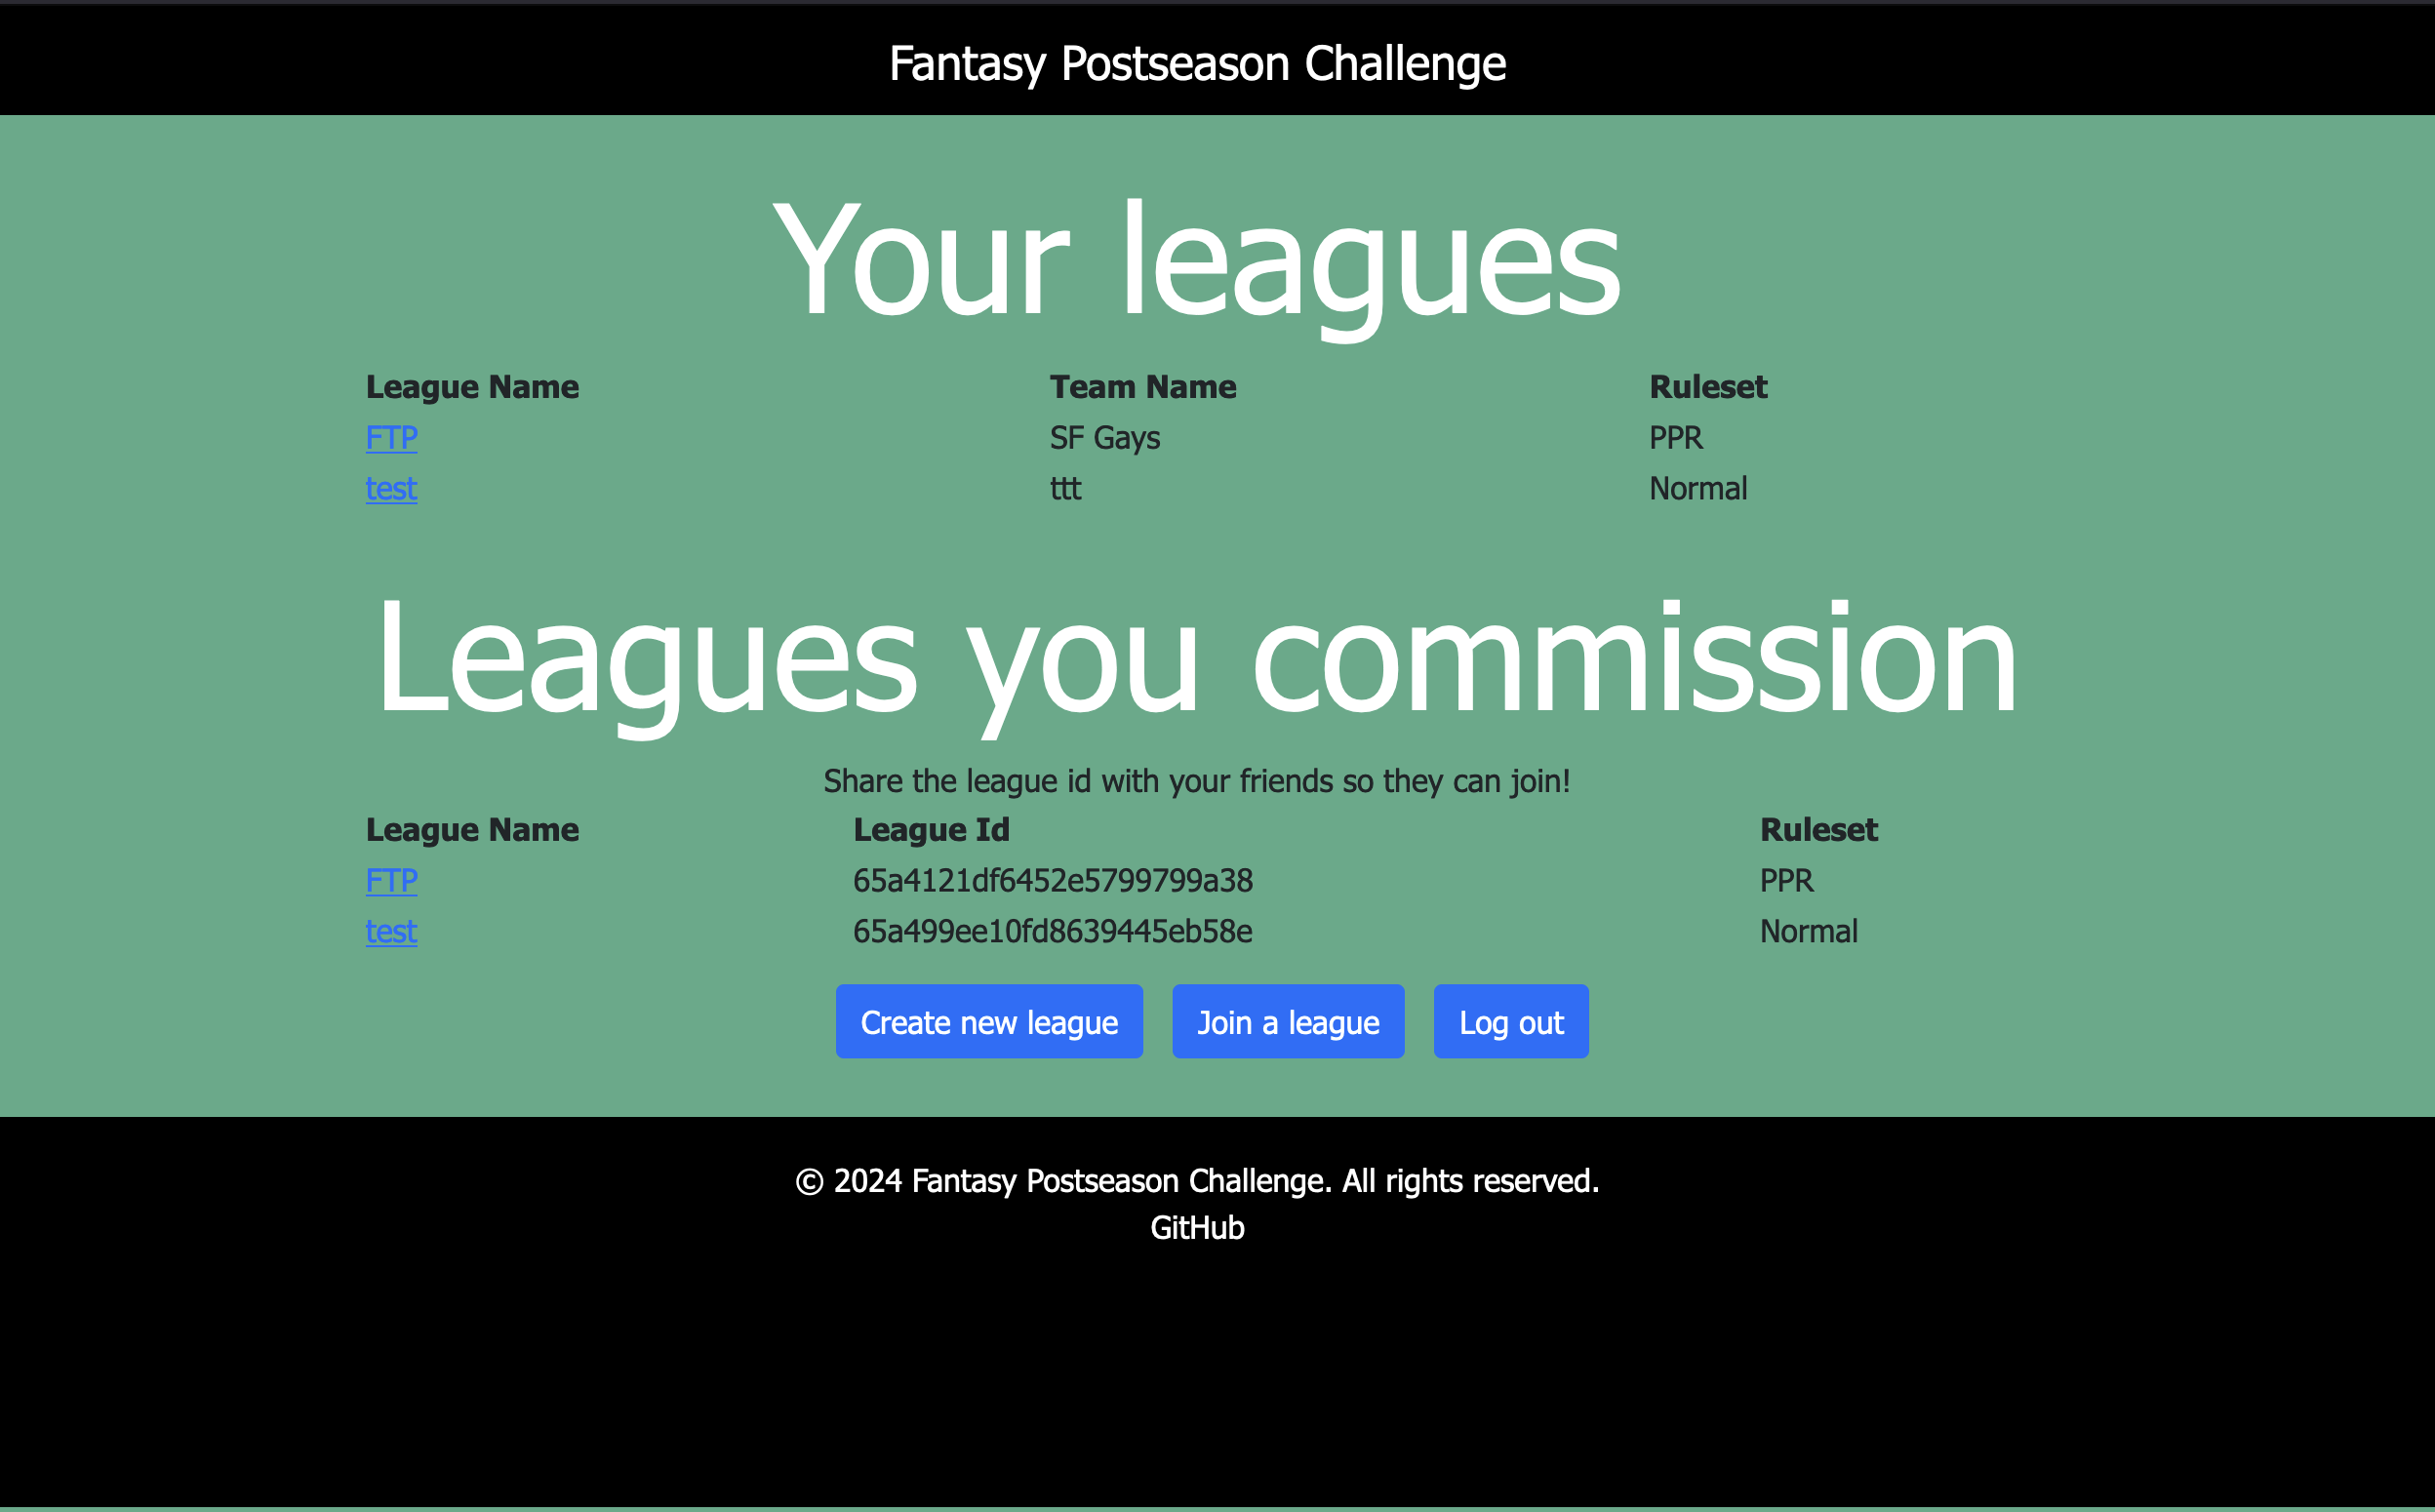 Fantasy Postseason Challenge
Your leagues
League Name Team Name Ruleset
FTP SF Gays PPR
test ttt Normal
Leagues you commission
Share the league id with your friends so they can join!
League Name League Id Ruleset
FTP 65a4121df6452e5799799a38 PPR
test 65a499ee10fd8639445eb58e Normal
Create new league Join a league Log out
© 2024 Fantasy Postseason Challenge. All rights reserved.
GitHub